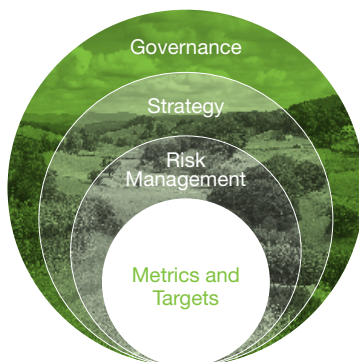 Governance
Strategy
Risk
Management
Metrics and
Targets